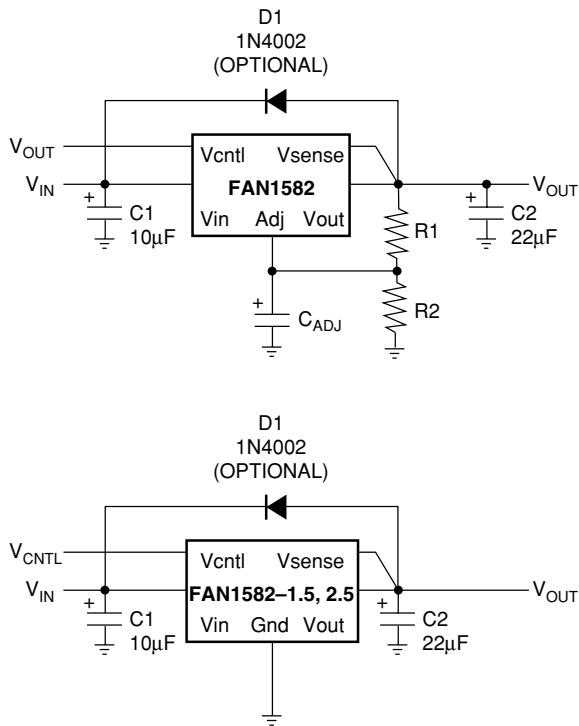 D1
1N4002
(OPTIONAL)
VOUT
Vcntl Vsense
VIN
FAN1582
VOUT
+
C1
10µF
Vin Adj Vout
R1
+
C2
22µF
+
CADJ
R2
D1
1N4002
(OPTIONAL)
VCNTL
Vcntl Vsense
VIN
FAN1582–1.5, 2.5
VOUT
+
C1
10µF
Vin Gnd Vout
+
C2
22µF